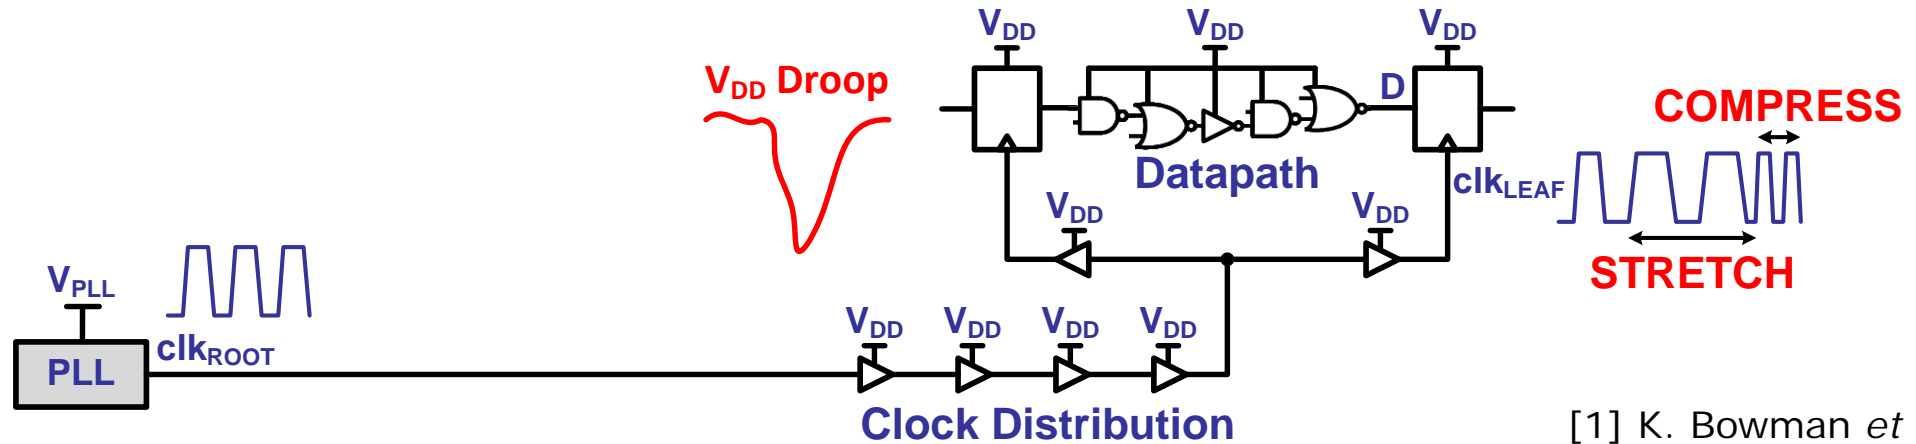 VDD VDD VDD
VDD Droop
D
COMPRESS
Datapath
clkLEAF
VDD VDD
STRETCH
VPLL
clkROOT
PLL
VDD VDD VDD VDD
Clock Distribution
[1] K. Bowman et